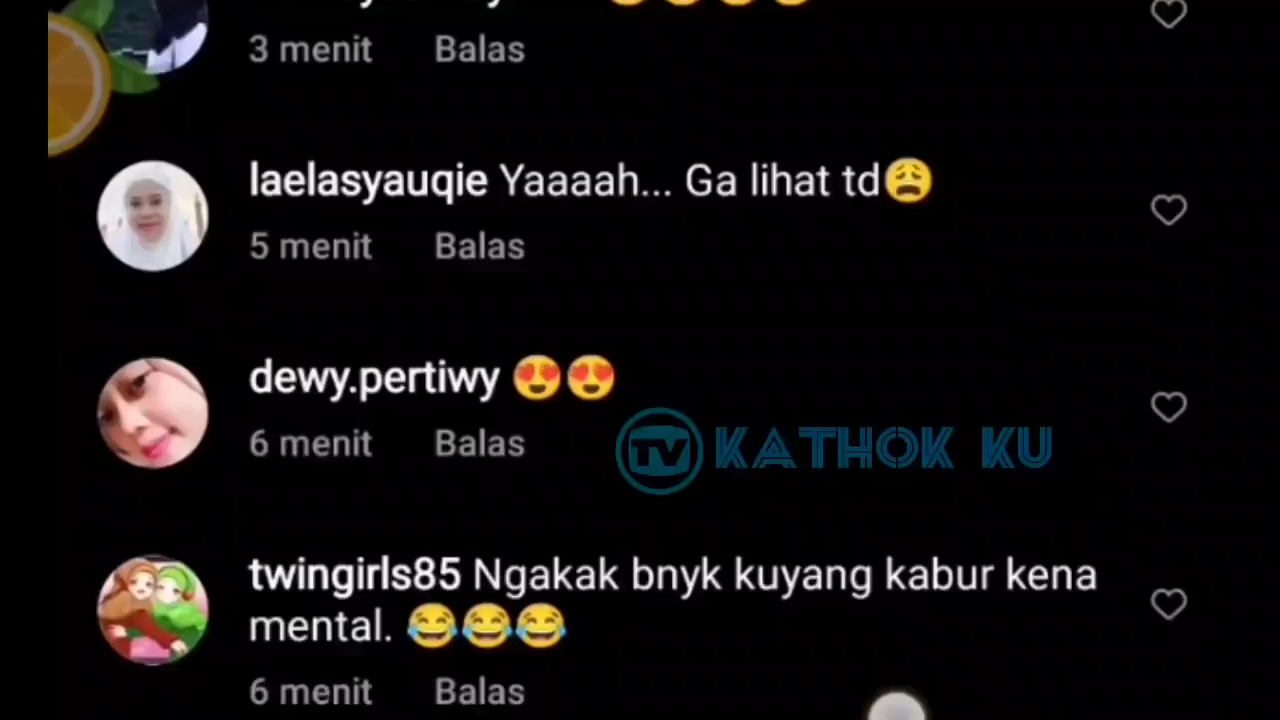 3 menit Balas
laelasyauqie Yaaaah... Ga lihat td😩
5 menit Balas
dewy.pertiwy 😍😍
6 menit Balas
TV KATHOK KU
twingirls85 Ngakak bnyk kuyang kabur kena
mental. 😂😂😂
6 menit Balas